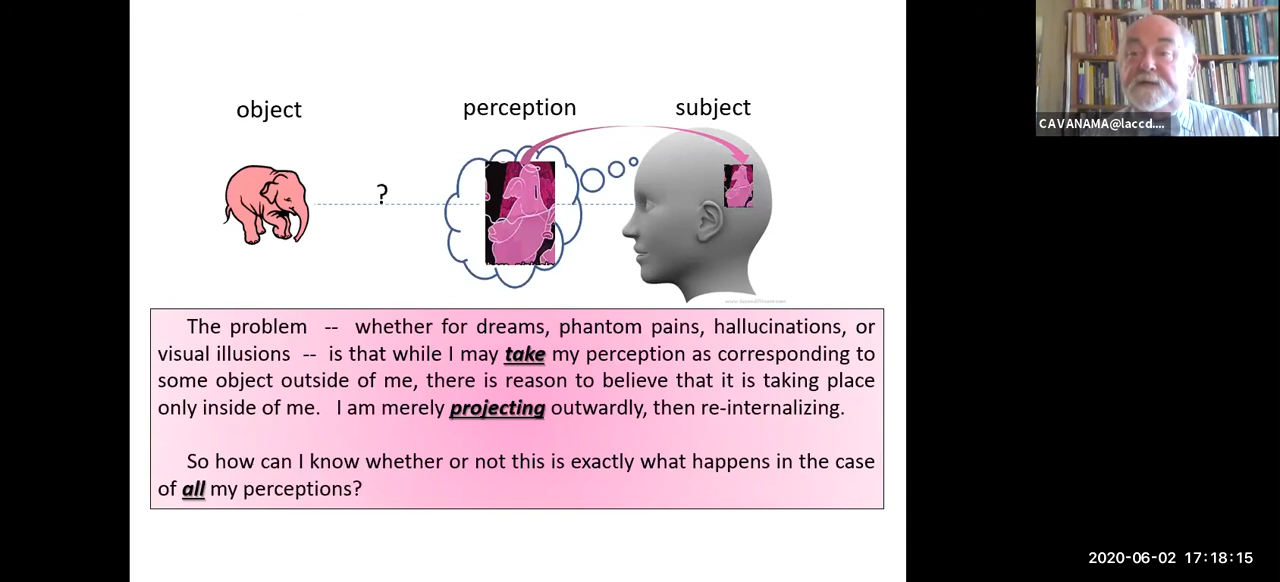 object
perception
subject
?
The problem -- whether for dreams, phantom pains, hallucinations, or
visual illusions -- is that while I may take my perception as corresponding to
some object outside of me, there is reason to believe that it is taking place
only inside of me. I am merely projecting outwardly, then re-internalizing.
So how can I know whether or not this is exactly what happens in the case
of all my perceptions?
CAVANAMA@laccd....
2020-06-02 17:18:15